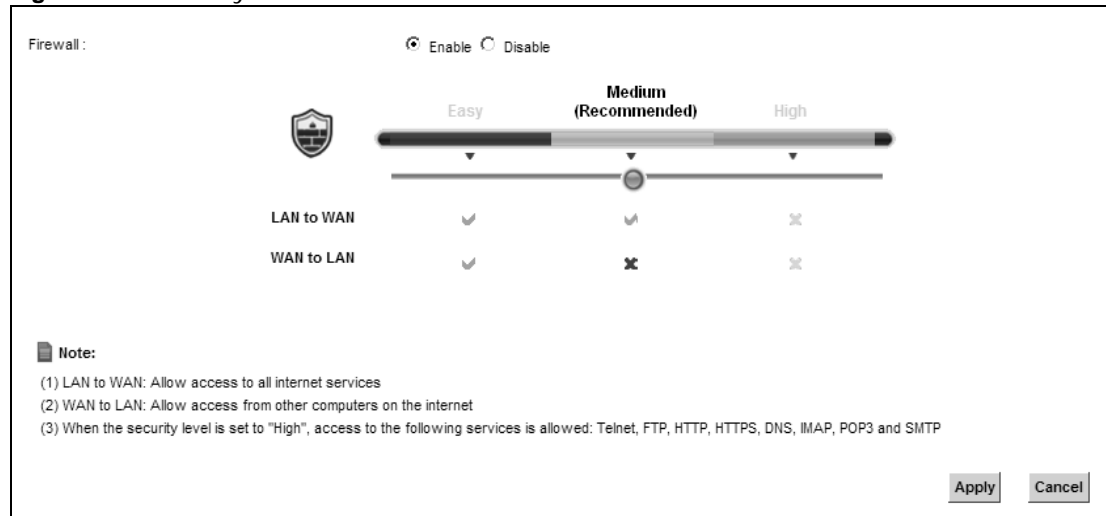 Firewall :
Enable Disable
Easy
Medium
(Recommended)
High
LAN to WAN
WAN to LAN
Note:
(1) LAN to WAN: Allow access to all internet services
(2) WAN to LAN: Allow access from other computers on the internet
(3) When the security level is set to "High", access to the following services is allowed: Telnet, FTP, HTTP, HTTPS, DNS, IMAP, POP3 and SMTP
Apply Cancel